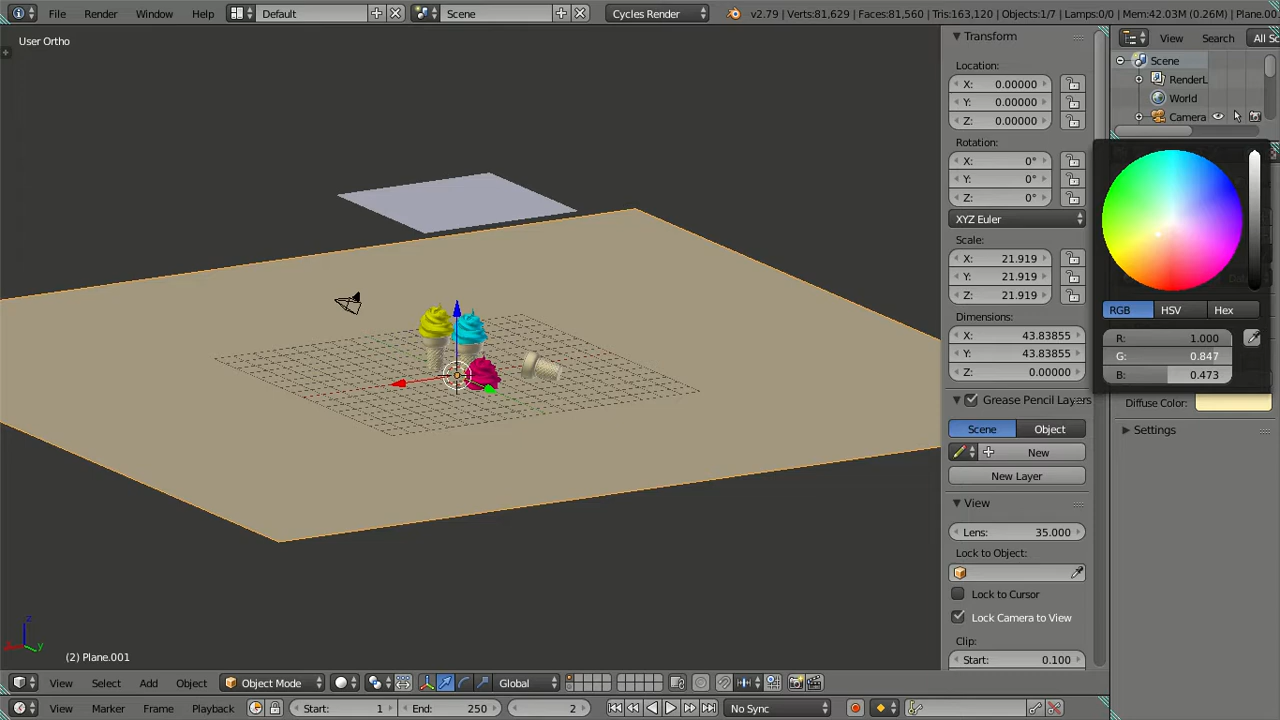 File Render Window Help Default Scene Cycles Render v2.79 | Verts:81,629 | Faces:81,560 | Tris:163,120 | Objects:1/7 | Lamps:0/0 | Mem:42.03M (0.26M) | Plane.00
User Ortho
Transform
Location:
X: 0.00000
Y: 0.00000
Z: 0.00000
Rotation:
X: 0°
Y: 0°
Z: 0°
XYZ Euler
Scale:
X: 21.919
Y: 21.919
Z: 21.919
Dimensions:
X: 43.83855
Y: 43.83855
Z: 0.00000
Grease Pencil Layers
Scene Object
New
New Layer
View
Lens: 35.000
Lock to Object:
Lock to Cursor
Lock Camera to View
Clip:
Start: 0.100
View Search All Sc
Scene
RenderL
World
Camera
RGB HSV Hex
R: 1.000
G: 0.847
B: 0.473
Diffuse Color:
Settings
z
x y
(2) Plane.001
View Select Add Object Object Mode Global
View Marker Frame Playback Start: 1 End: 250 2 No Sync